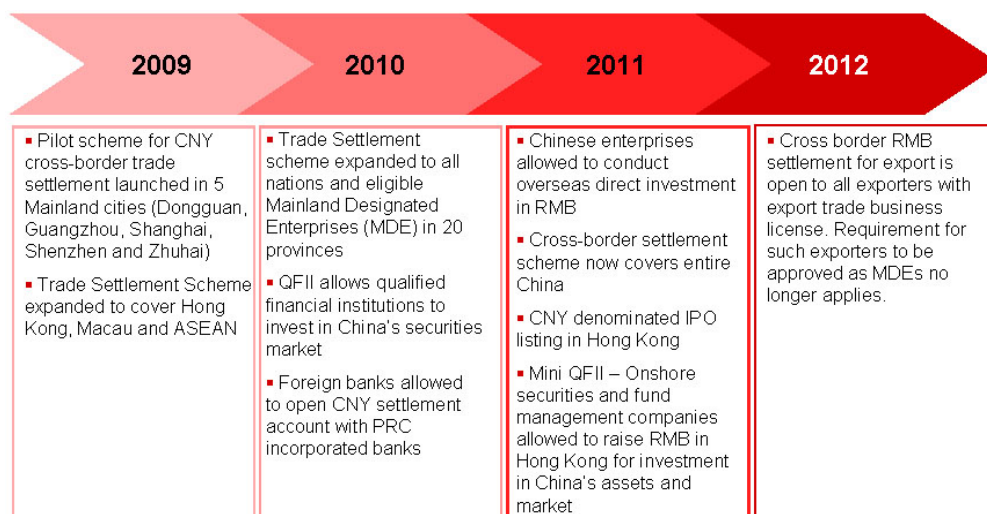 2009
2010
2011
2012
▪ Pilot scheme for CNY
cross-border trade
settlement launched in 5
Mainland cities (Dongguan,
Guangzhou, Shanghai,
Shenzhen and Zhuhai)
▪ Trade Settlement Scheme
expanded to cover Hong
Kong, Macau and ASEAN
▪ Trade Settlement
scheme expanded to all
nations and eligible
Mainland Designated
Enterprises (MDE) in 20
provinces
▪ QFII allows qualified
financial institutions to
invest in China's securities
market
▪ Foreign banks allowed
to open CNY settlement
account with PRC
incorporated banks
▪ Chinese enterprises
allowed to conduct
overseas direct investment
in RMB
▪ Cross-border settlement
scheme now covers entire
China
▪ CNY denominated IPO
listing in Hong Kong
▪ Mini QFII – Onshore
securities and fund
management companies
allowed to raise RMB in
Hong Kong for investment
in China's assets and
market
▪ Cross border RMB
settlement for export is
open to all exporters with
export trade business
license. Requirement for
such exporters to be
approved as MDEs no
longer applies.